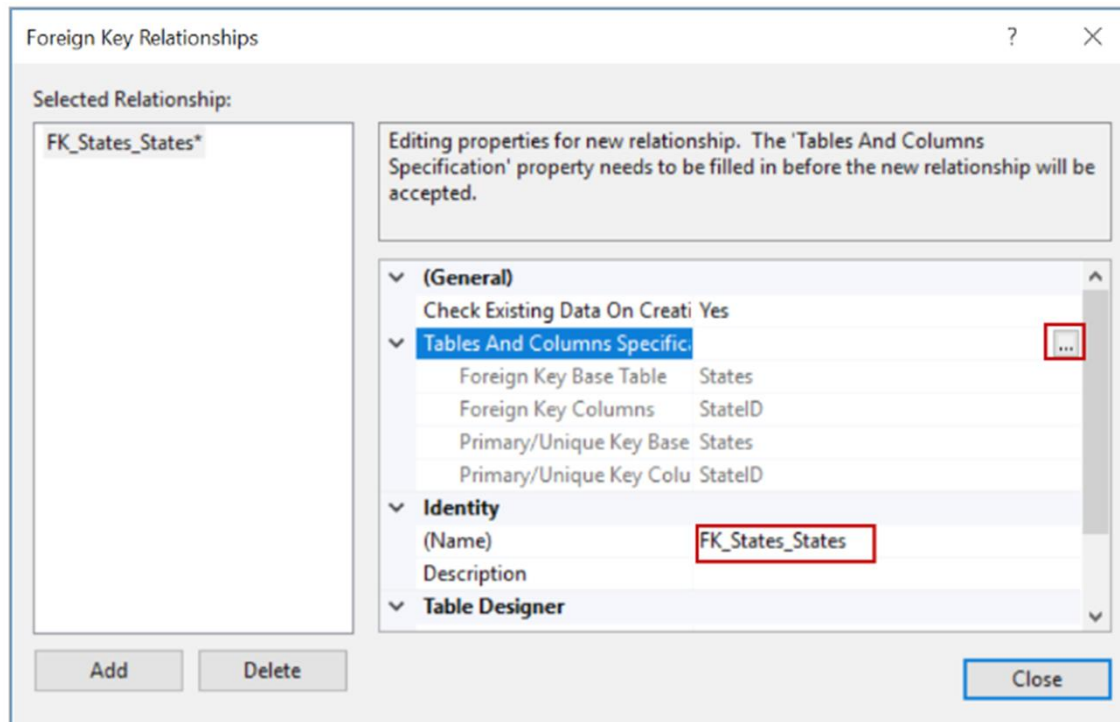 Foreign Key Relationships ?
Selected Relationship:
FK_States_States*
Editing properties for new relationship. The 'Tables And Columns
Specification' property needs to be filled in before the new relationship will be
accepted.
(General)
Check Existing Data On Creati Yes
Tables And Columns Specific ...
Foreign Key Base Table States
Foreign Key Columns StateID
Primary/Unique Key Base States
Primary/Unique Key Colu StateID
Identity
(Name) FK_States_States
Description
Table Designer
Add Delete
Close